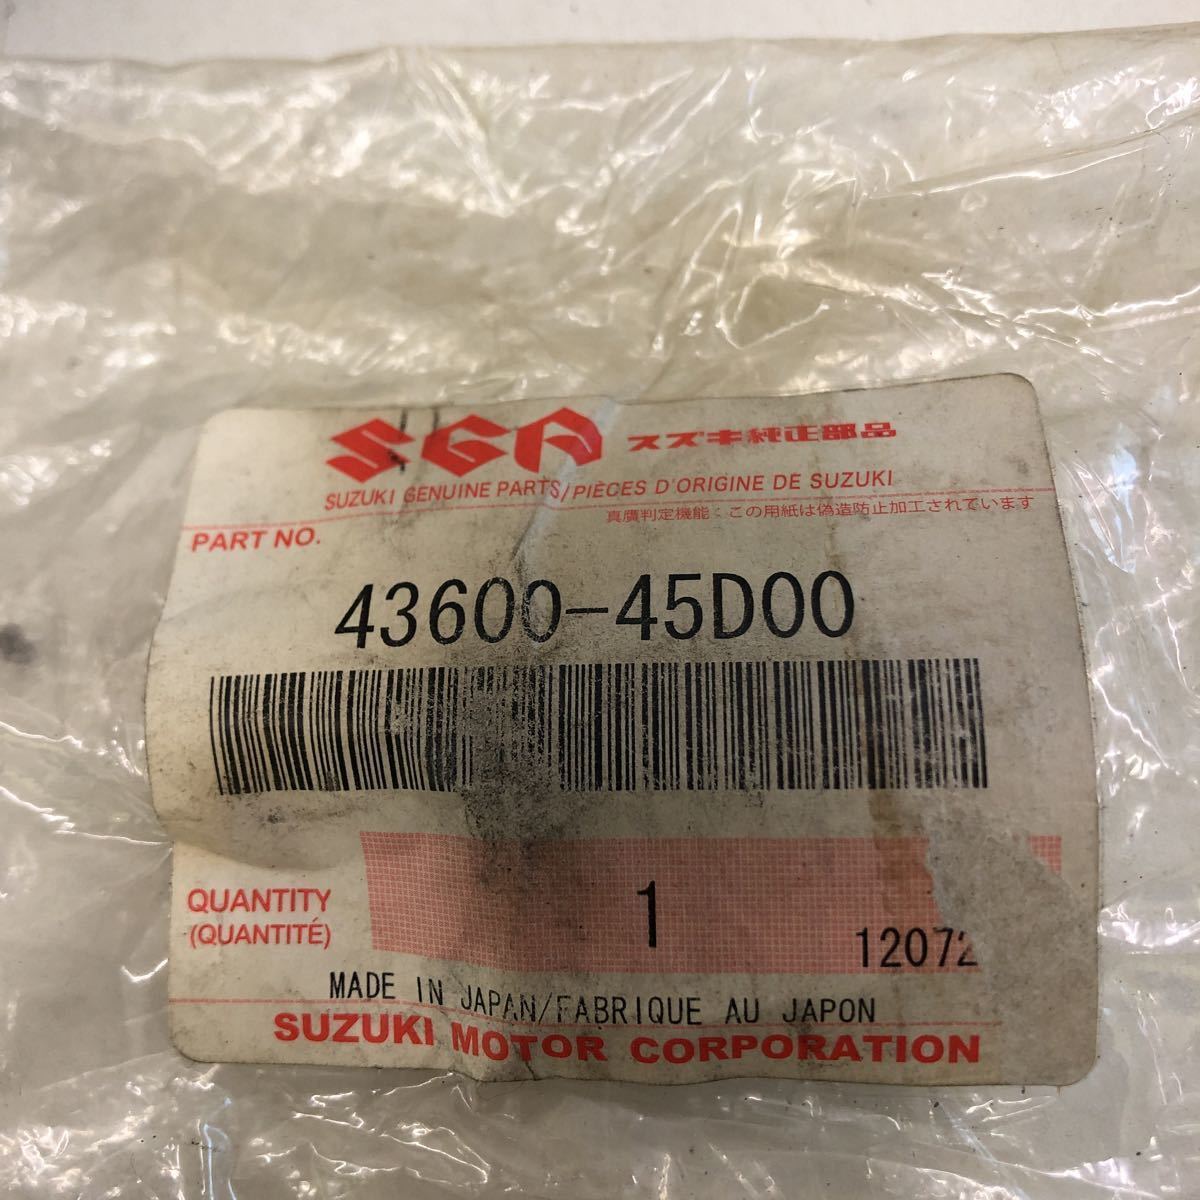 SGP スズキ純正部品
SUZUKI GENUINE PARTS/PIÈCES D'ORIGINE DE SUZUKI
真贋判定機能：この用紙は偽造防止加工されています
PART NO.
43600-45D00
QUANTITY 1
(QUANTITÉ) 12072
MADE IN JAPAN/FABRIQUE AU JAPON
SUZUKI MOTOR CORPORATION